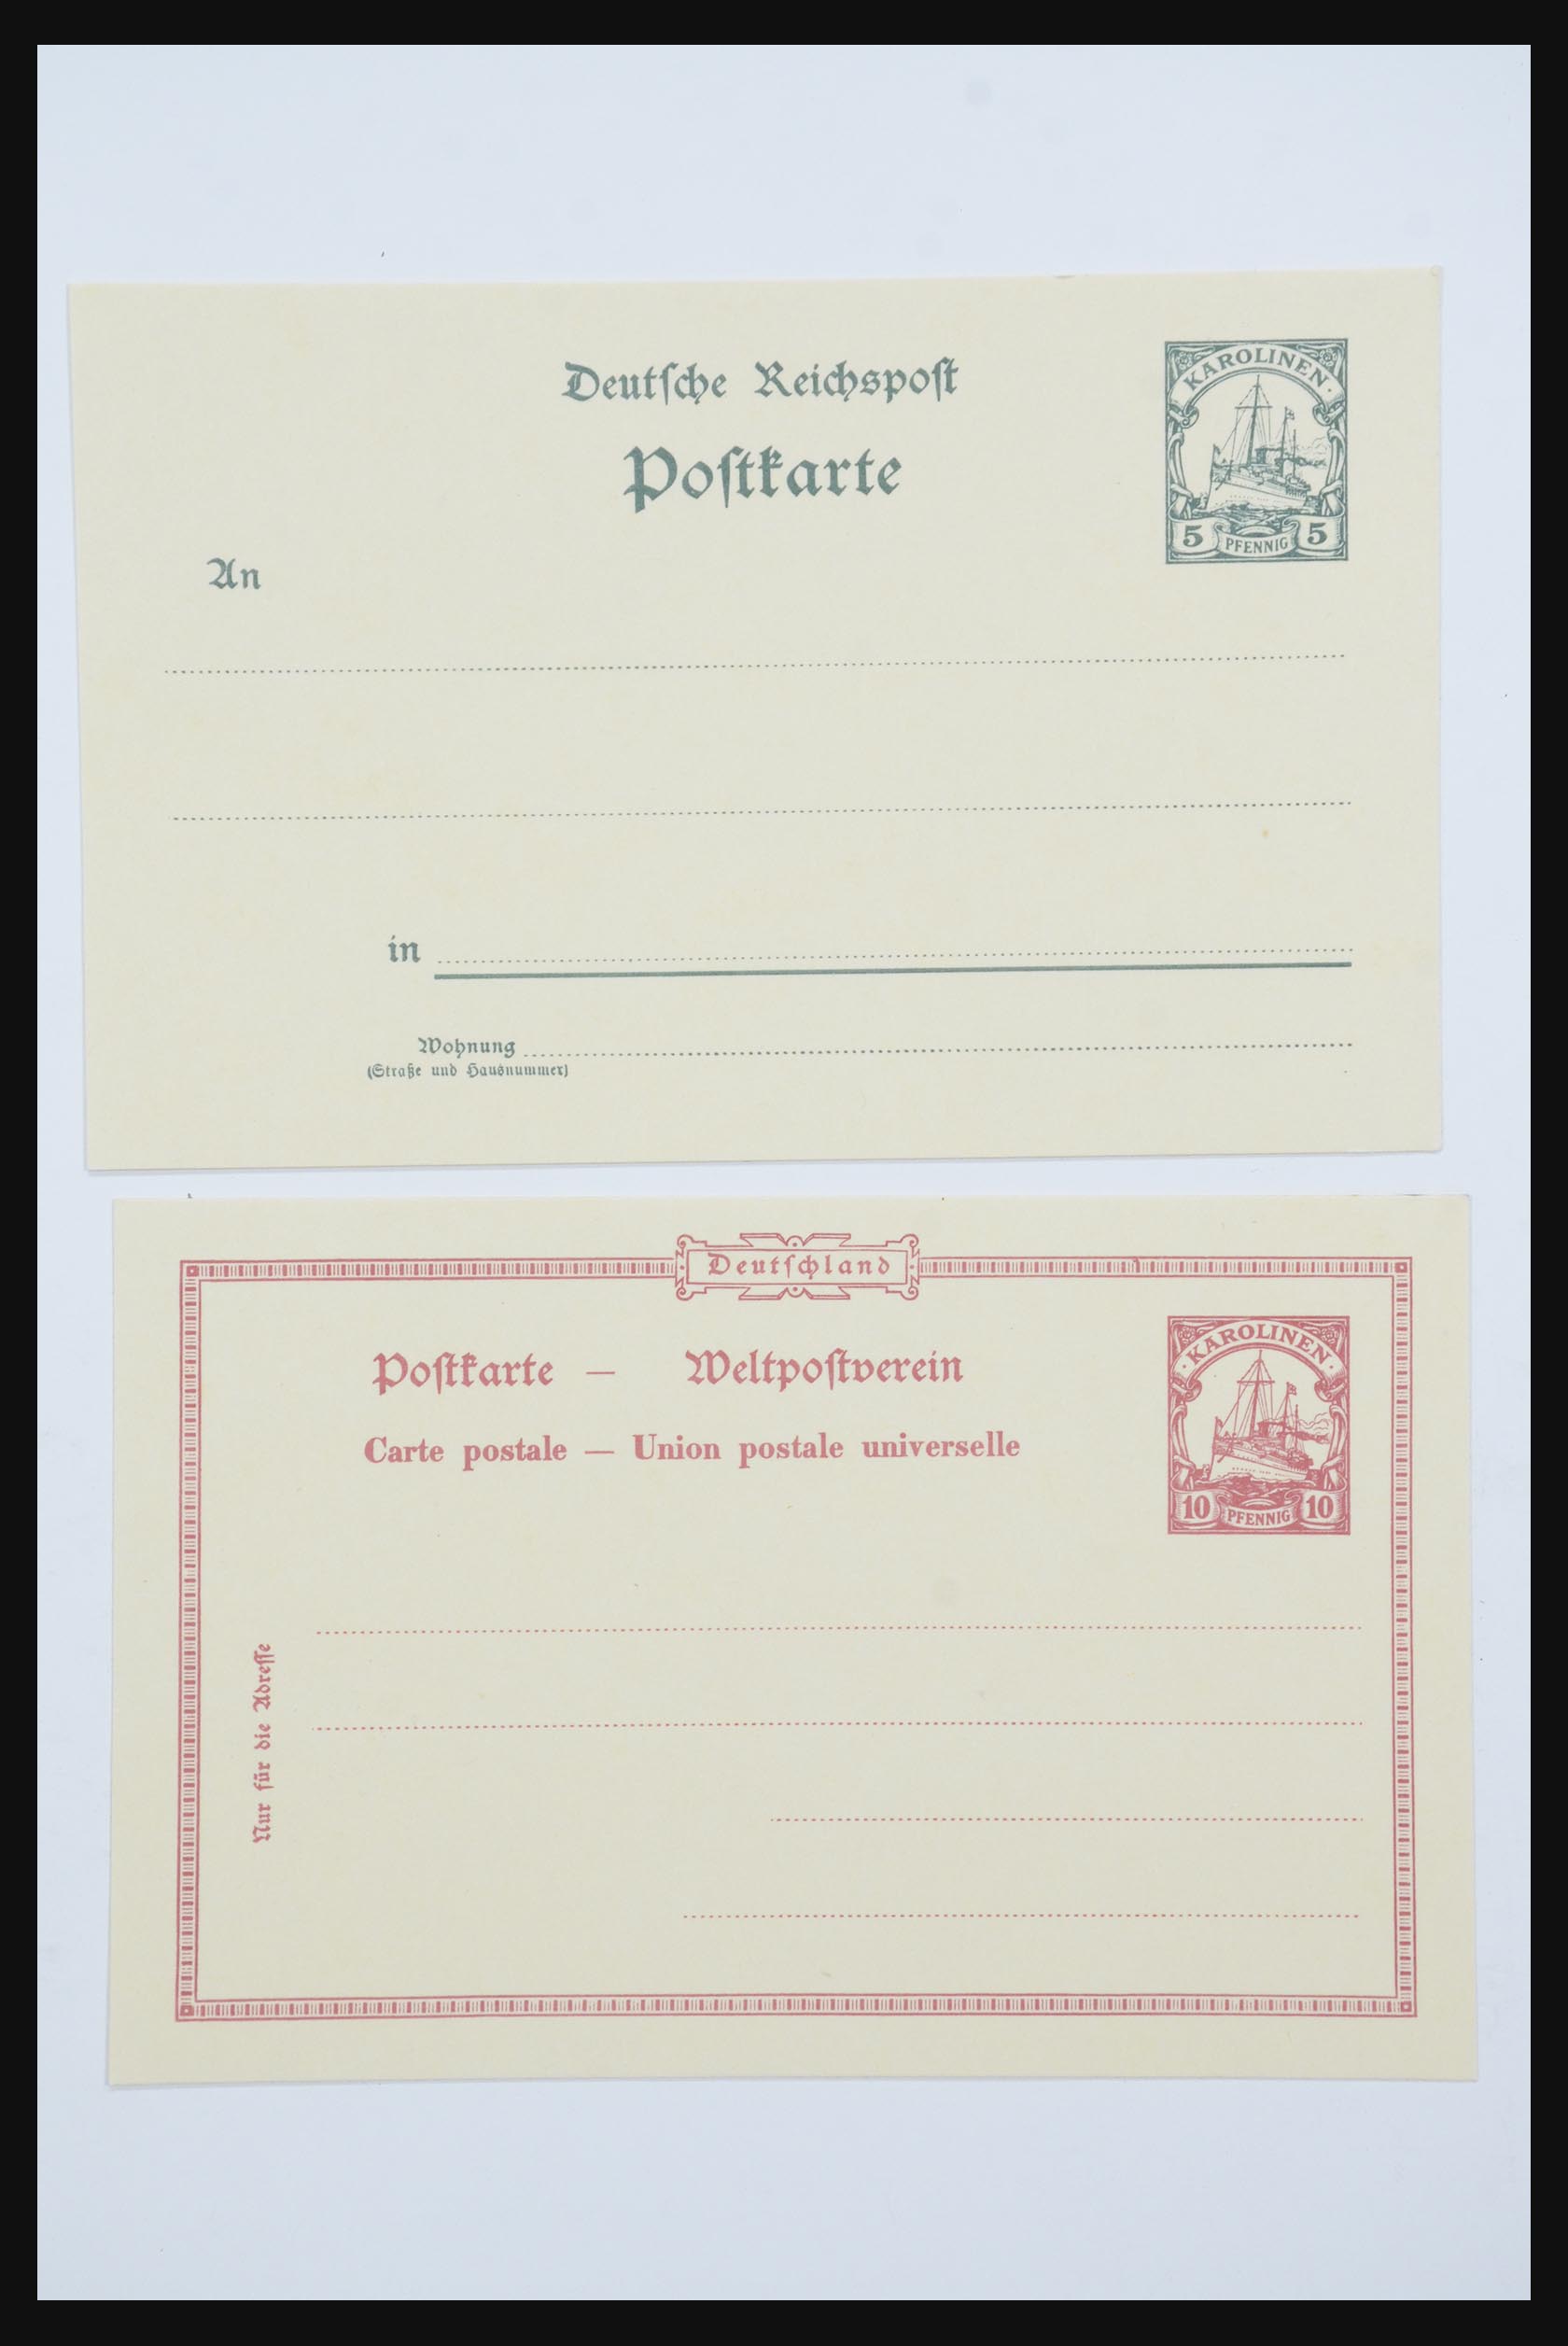 Deutſche Reichspoſt
KAROLINEN
Poſtkarte
5 PFENNIG 5
An
in
Wohnung
(Straße und Hausnummer)
Deutſchland
KAROLINEN
Poſtkarte — Weltpoſtverein
Carte postale — Union postale universelle
10 PFENNIG 10
Nur für die Adreſſe